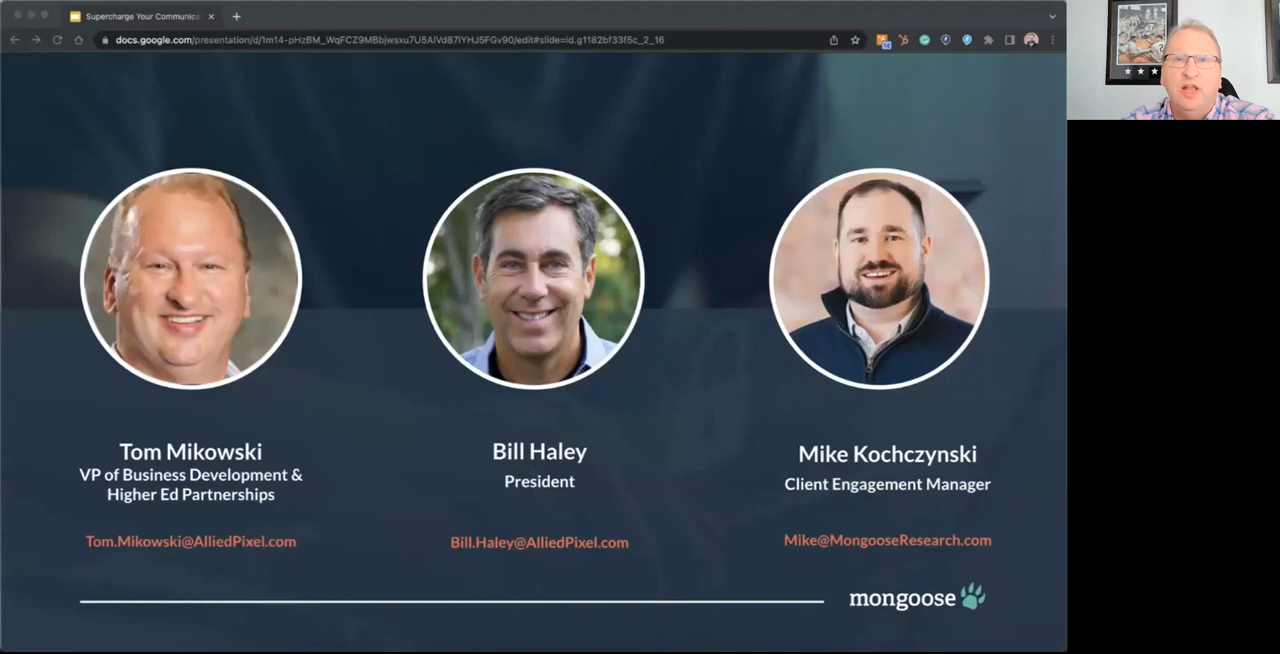 Supercharge Your Communica
docs.google.com/presentation/d/1m14-pHzBM_WqFCZ9MBbjwsxu7U5AlVd87IYHJ5FGv90/edit#slide=id.g1182bf33f5c_2_16
Tom Mikowski
VP of Business Development &
Higher Ed Partnerships
Tom.Mikowski@AlliedPixel.com
Bill Haley
President
Bill.Haley@AlliedPixel.com
Mike Kochczynski
Client Engagement Manager
Mike@MongooseResearch.com
mongoose